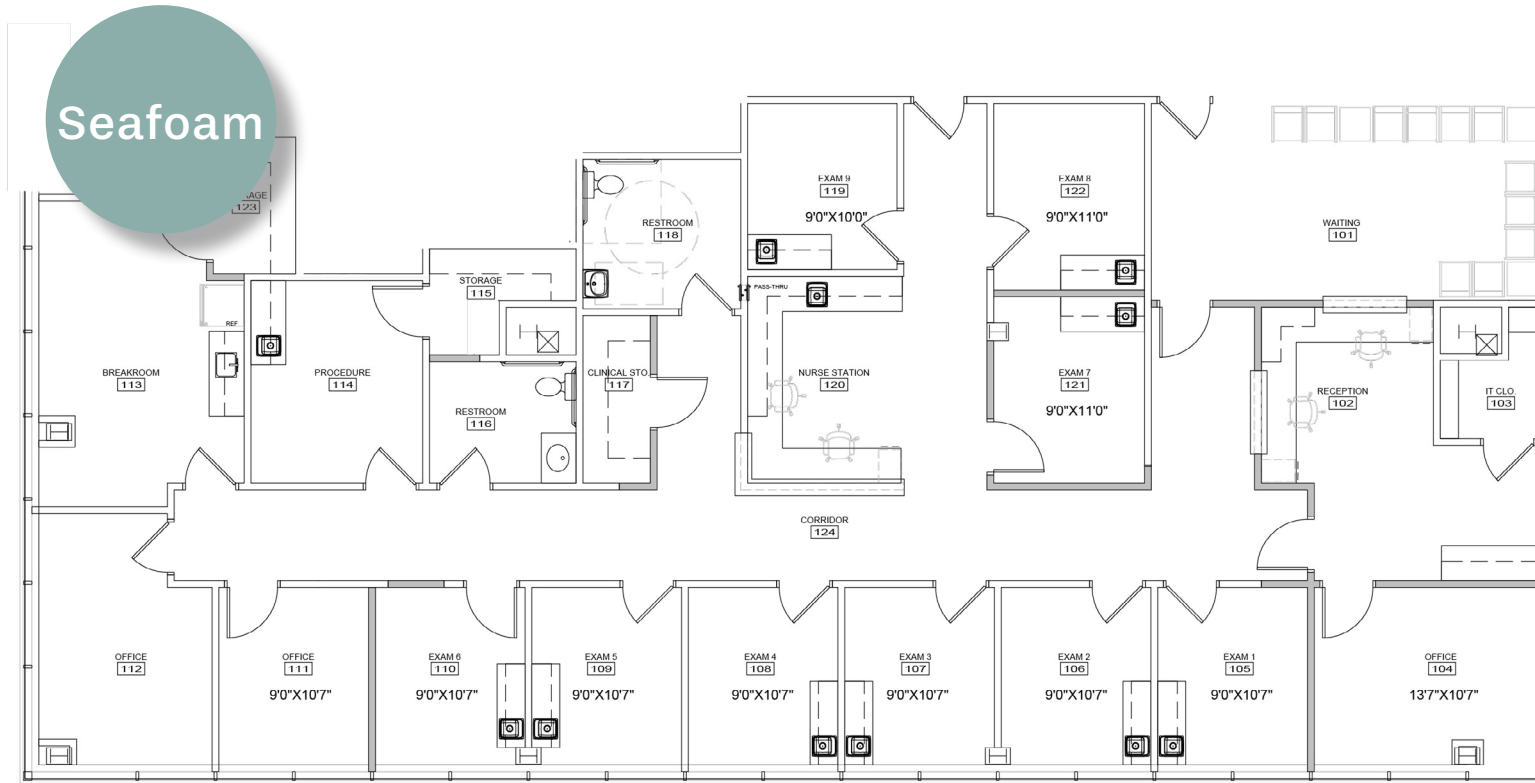 Seafoam
123
EXAM 9
119
9'0"X10'0"
EXAM 8
122
9'0"X11'0"
RESTROOM
118
WAITING
101
STORAGE
115
PASS-THRU
REF
BREAKROOM
113
PROCEDURE
114
RESTROOM
116
CLINICAL STO.
117
NURSE STATION
120
EXAM 7
121
9'0"X11'0"
RECEPTION
102
IT CLO.
103
CORRIDOR
124
OFFICE
112
OFFICE
111
9'0"X10'7"
EXAM 6
110
9'0"X10'7"
EXAM 5
109
9'0"X10'7"
EXAM 4
108
9'0"X10'7"
EXAM 3
107
9'0"X10'7"
EXAM 2
106
9'0"X10'7"
EXAM 1
105
9'0"X10'7"
OFFICE
104
13'7"X10'7"